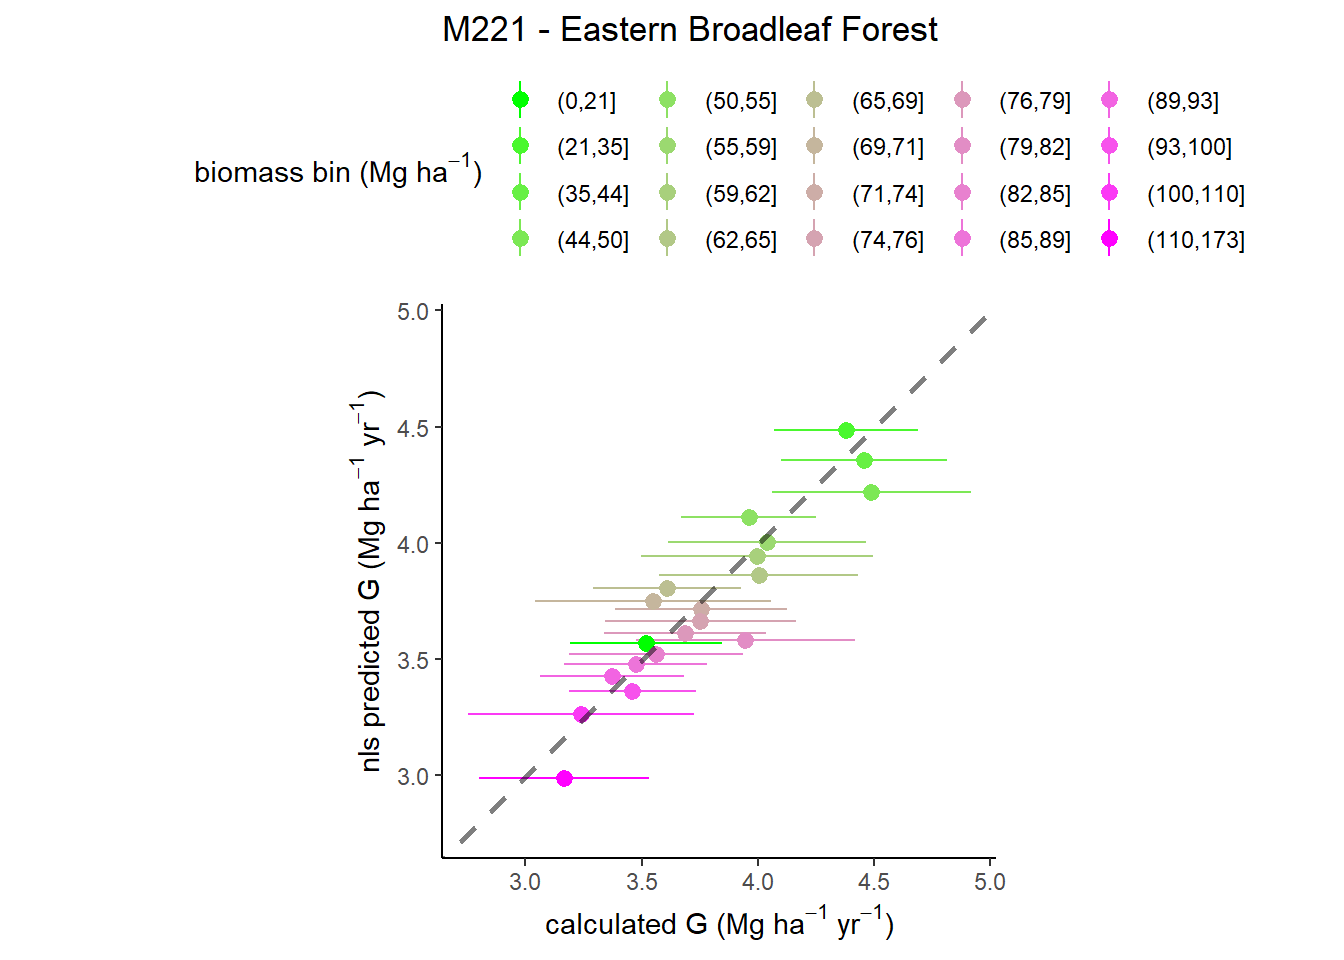 M221 - Eastern Broadleaf Forest
biomass bin (Mg ha⁻¹)
(0,21] (50,55] (65,69] (76,79] (89,93]
(21,35] (55,59] (69,71] (79,82] (93,100]
(35,44] (59,62] (71,74] (82,85] (100,110]
(44,50] (62,65] (74,76] (85,89] (110,173]
nls predicted G (Mg ha⁻¹ yr⁻¹)
5.0
4.5
4.0
3.5
3.0
3.0 3.5 4.0 4.5 5.0
calculated G (Mg ha⁻¹ yr⁻¹)